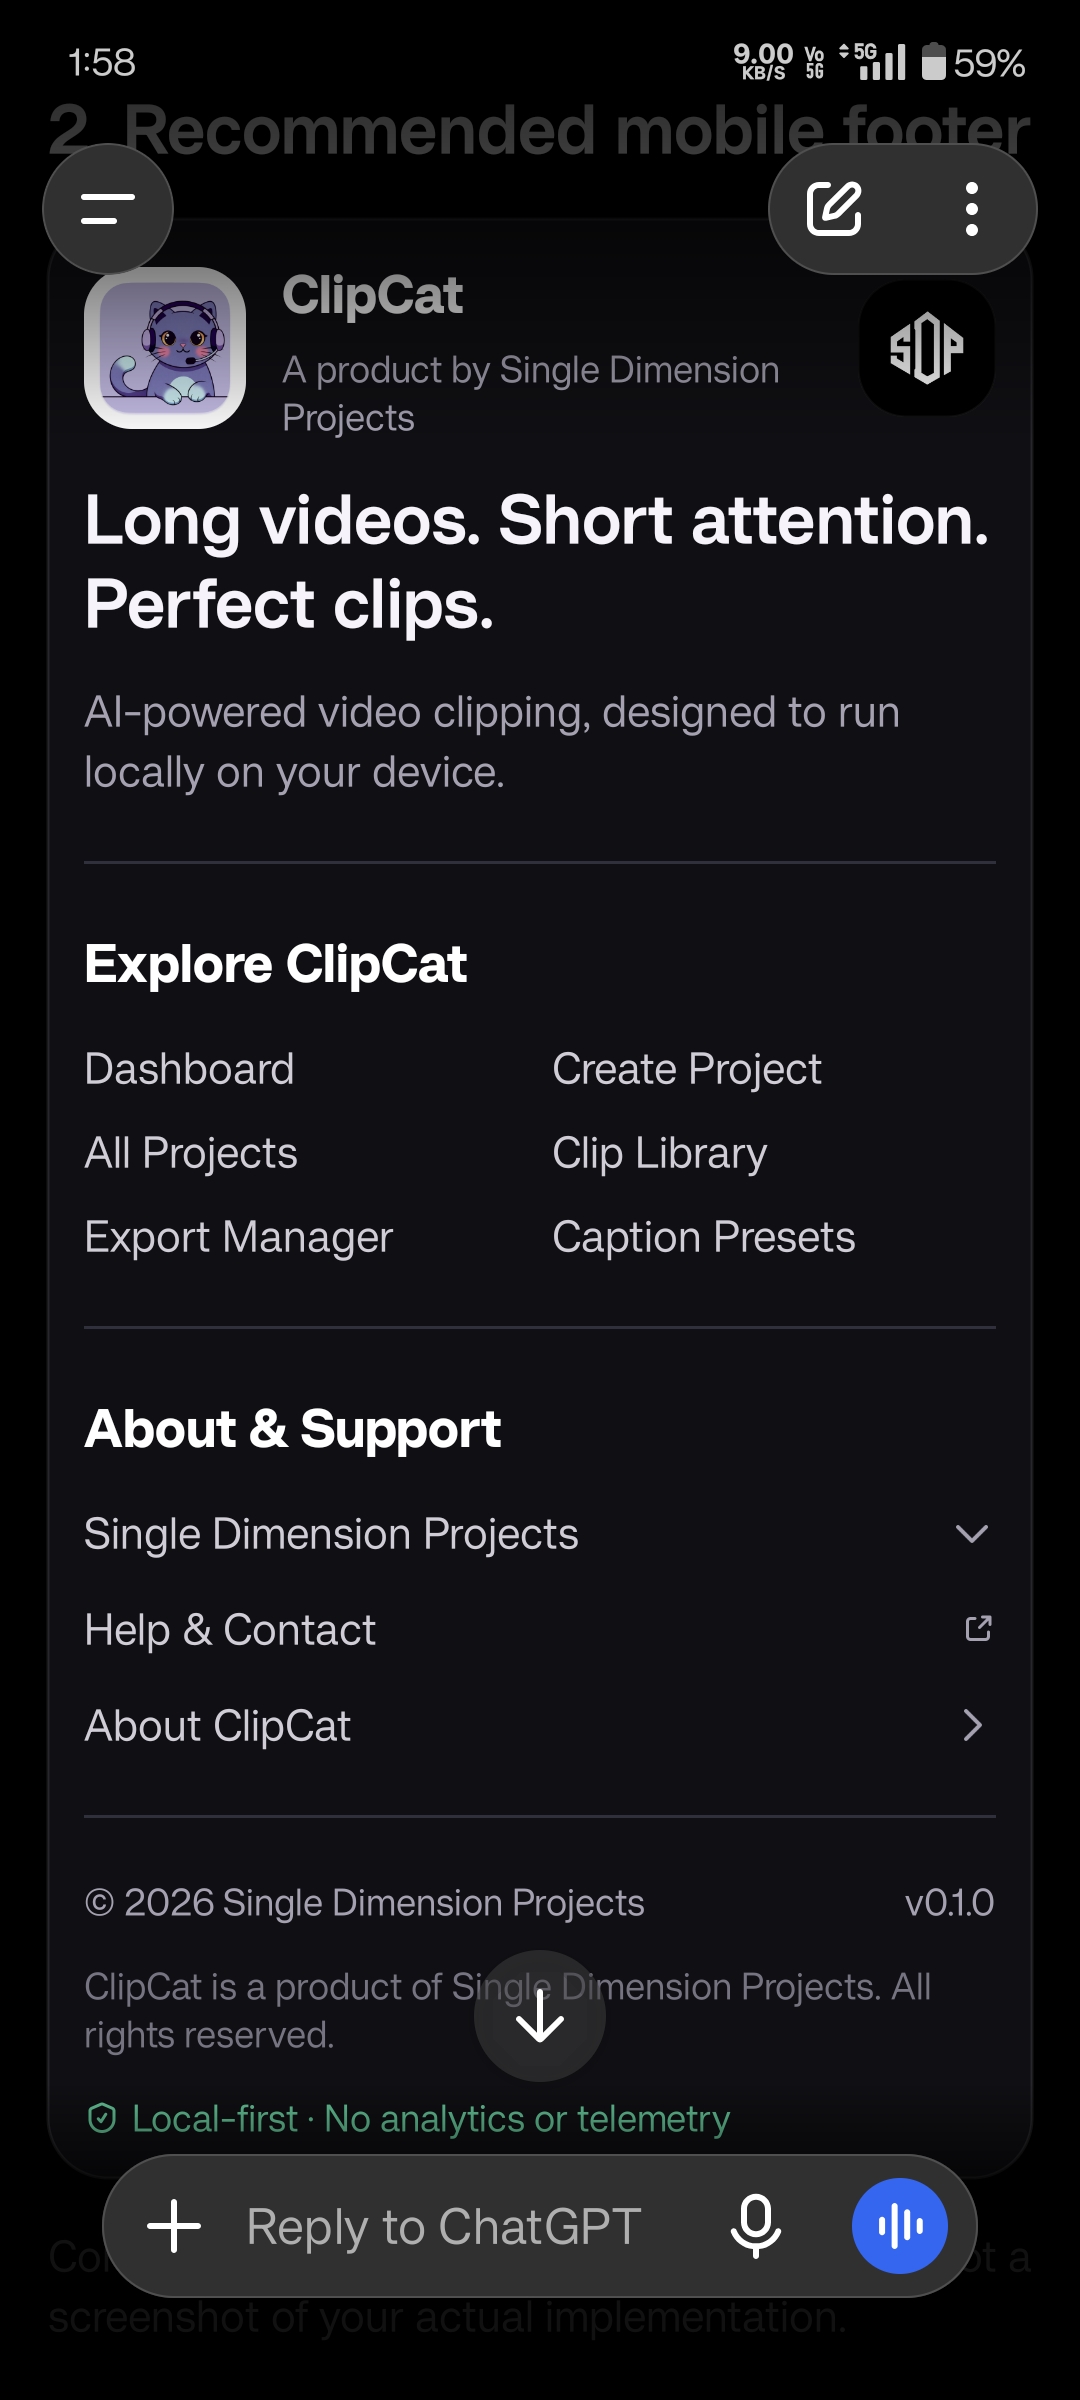 1:58
9.00 KB/S Vo 5G 5G 59%
2. Recommended mobile footer
ClipCat
A product by Single Dimension
Projects
SDP
Long videos. Short attention.
Perfect clips.
AI-powered video clipping, designed to run
locally on your device.
Explore ClipCat
Dashboard Create Project
All Projects Clip Library
Export Manager Caption Presets
About & Support
Single Dimension Projects
Help & Contact
About ClipCat
© 2026 Single Dimension Projects v0.1.0
ClipCat is a product of Single Dimension Projects. All
rights reserved.
Local-first · No analytics or telemetry
Reply to ChatGPT
a
screenshot of your actual implementation.